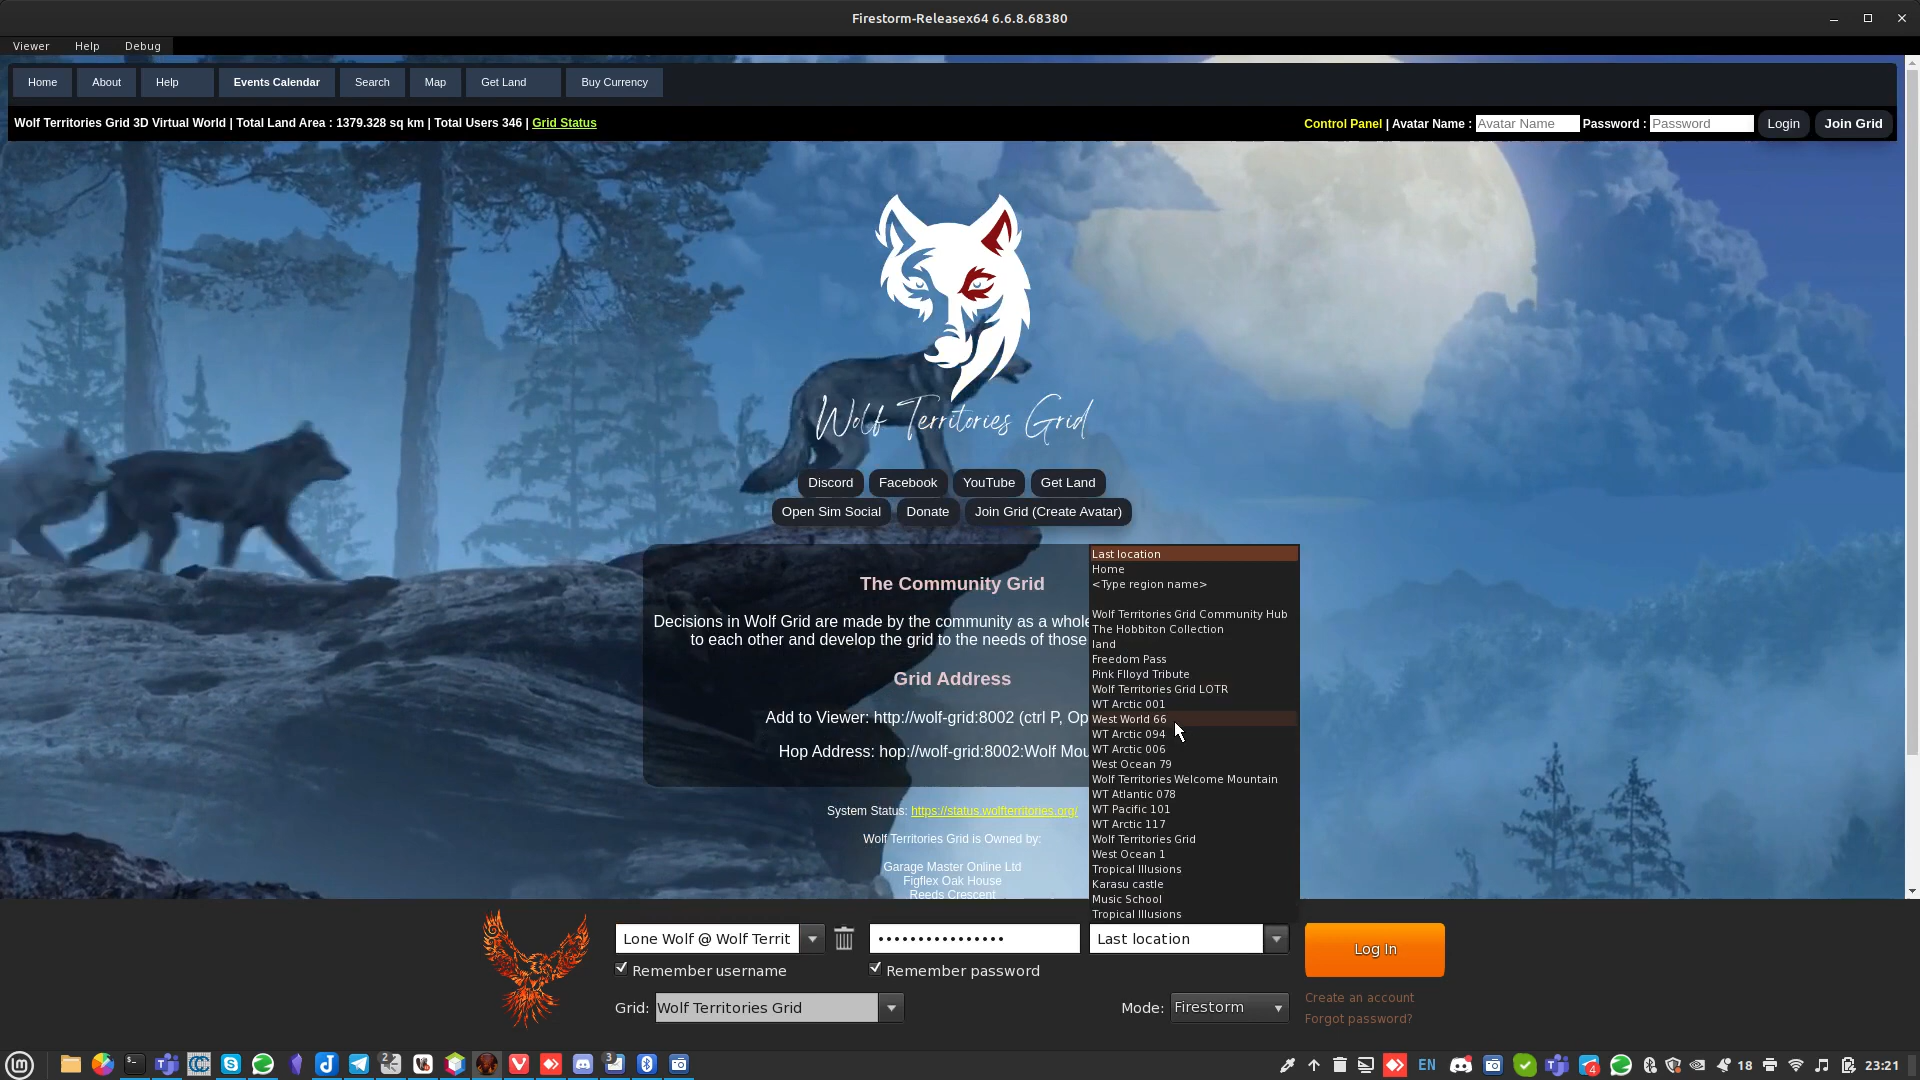 Firestorm-Releasex64 6.6.8.68380
Viewer Help Debug
Home About Help Events Calendar Search Map Get Land Buy Currency
Wolf Territories Grid 3D Virtual World | Total Land Area : 1379.328 sq km | Total Users 346 | Grid Status
Control Panel | Avatar Name : Avatar Name Password : Password Login Join Grid
Wolf Territories Grid
Discord Facebook YouTube Get Land
Open Sim Social Donate Join Grid (Create Avatar)
The Community Grid
Decisions in Wolf Grid are made by the community as a whole
to each other and develop the grid to the needs of those
Grid Address
Add to Viewer: http://wolf-grid:8002 (ctrl P, Op
Hop Address: hop://wolf-grid:8002:Wolf Mou
System Status: https://status.wolfterritories.org/
Wolf Territories Grid is Owned by:
Garage Master Online Ltd
Figflex Oak House
Reeds Crescent
Last location
Home
<Type region name>
Wolf Territories Grid Community Hub
The Hobbiton Collection
land
Freedom Pass
Pink Flloyd Tribute
Wolf Territories Grid LOTR
WT Arctic 001
West World 66
WT Arctic 094
WT Arctic 006
West Ocean 79
Wolf Territories Welcome Mountain
WT Atlantic 078
WT Pacific 101
WT Arctic 117
Wolf Territories Grid
West Ocean 1
Tropical Illusions
Karasu castle
Music School
Tropical Illusions
Lone Wolf @ Wolf Territ
Last location
Log In
Remember username
Remember password
Grid: Wolf Territories Grid
Mode: Firestorm
Create an account
Forgot password?
2 3 EN 4 18 23:21